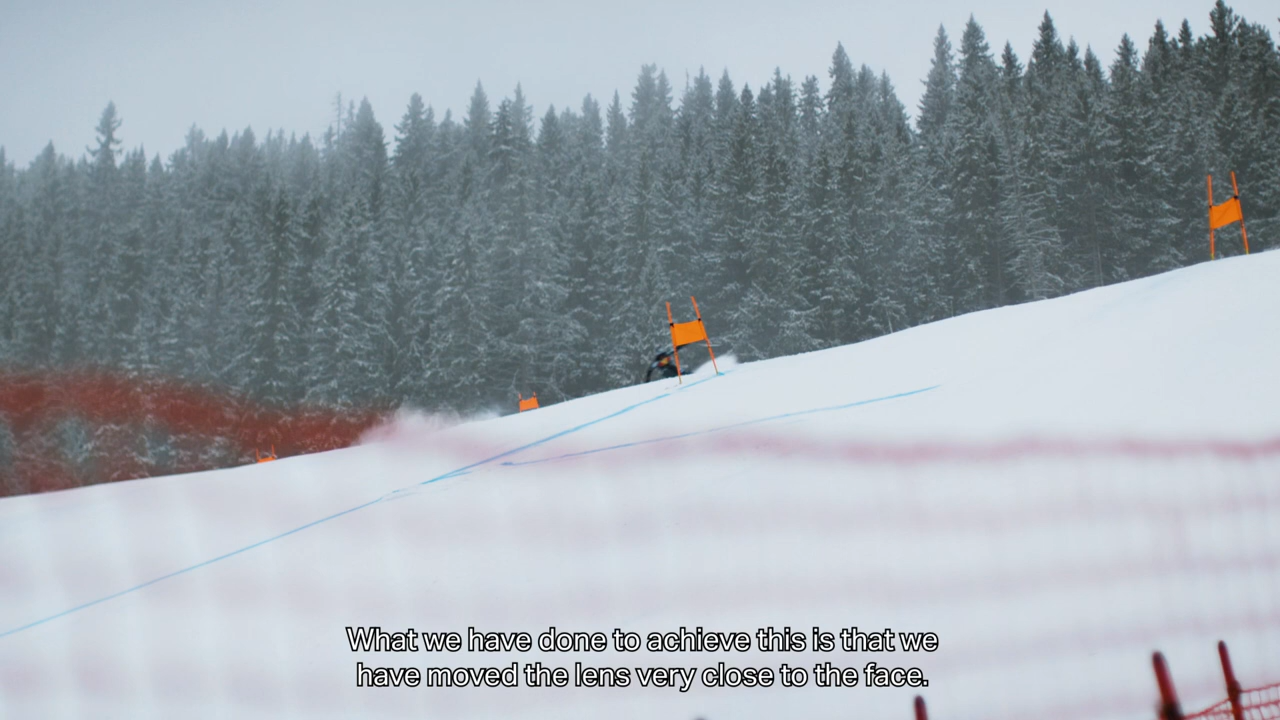 What we have done to achieve this is that we
have moved the lens very close to the face.